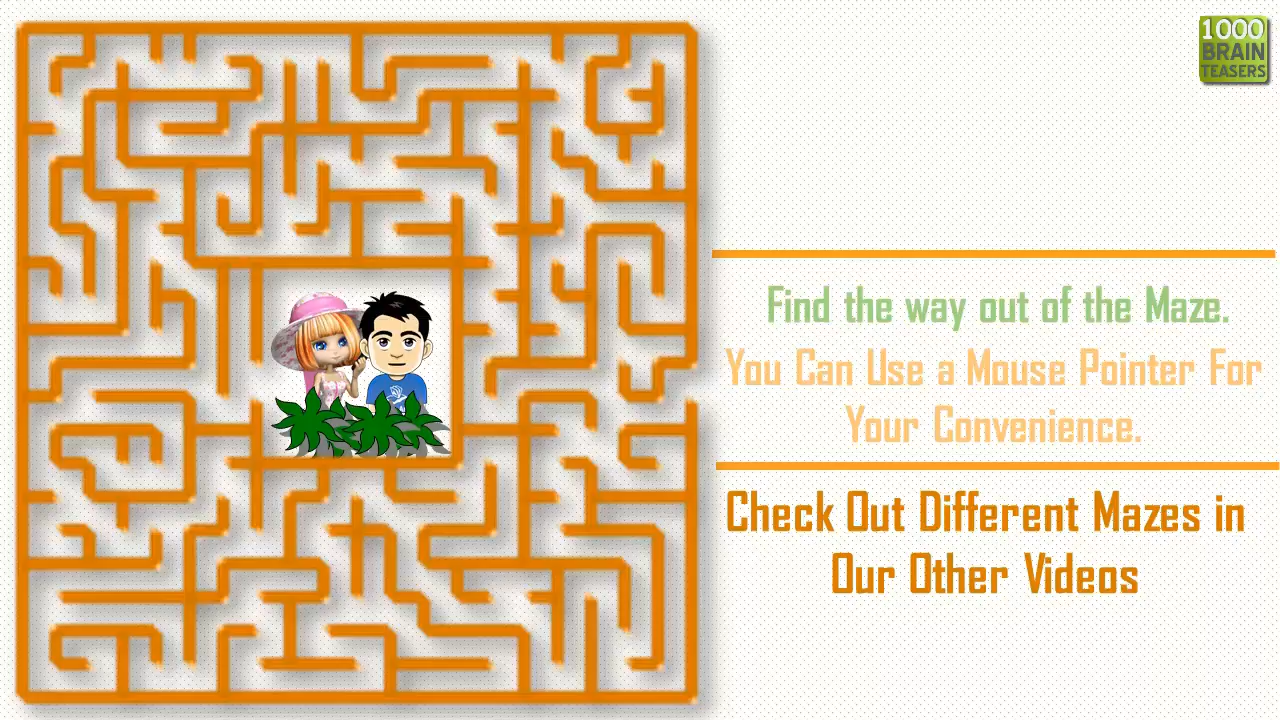 1000
BRAIN
TEASERS
Find the way out of the Maze.
You Can Use a Mouse Pointer For
Your Convenience.
Check Out Different Mazes in
Our Other Videos